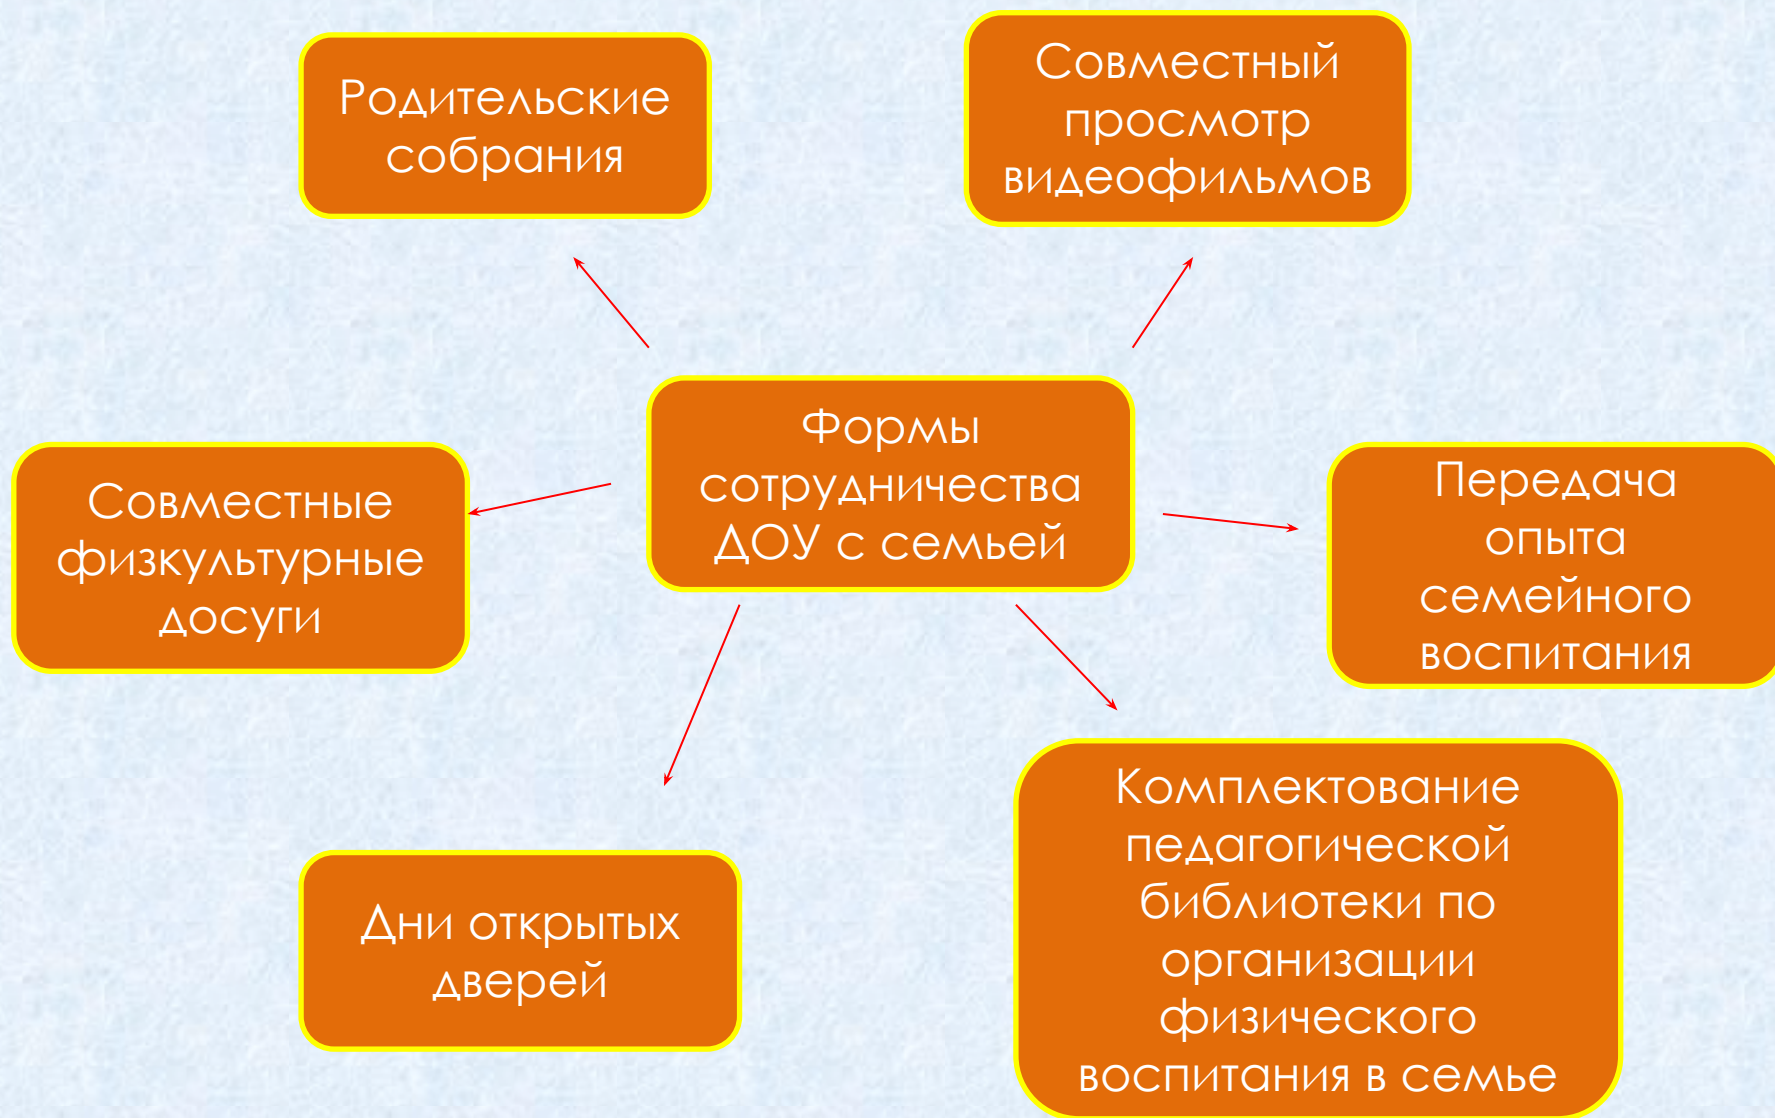 Родительские
собрания
Совместный
просмотр
видеофильмов
Формы
сотрудничества
ДОУ с семьей
Совместные
физкультурные
досуги
Передача
опыта
семейного
воспитания
Дни открытых
дверей
Комплектование
педагогической
библиотеки по
организации
физического
воспитания в семье